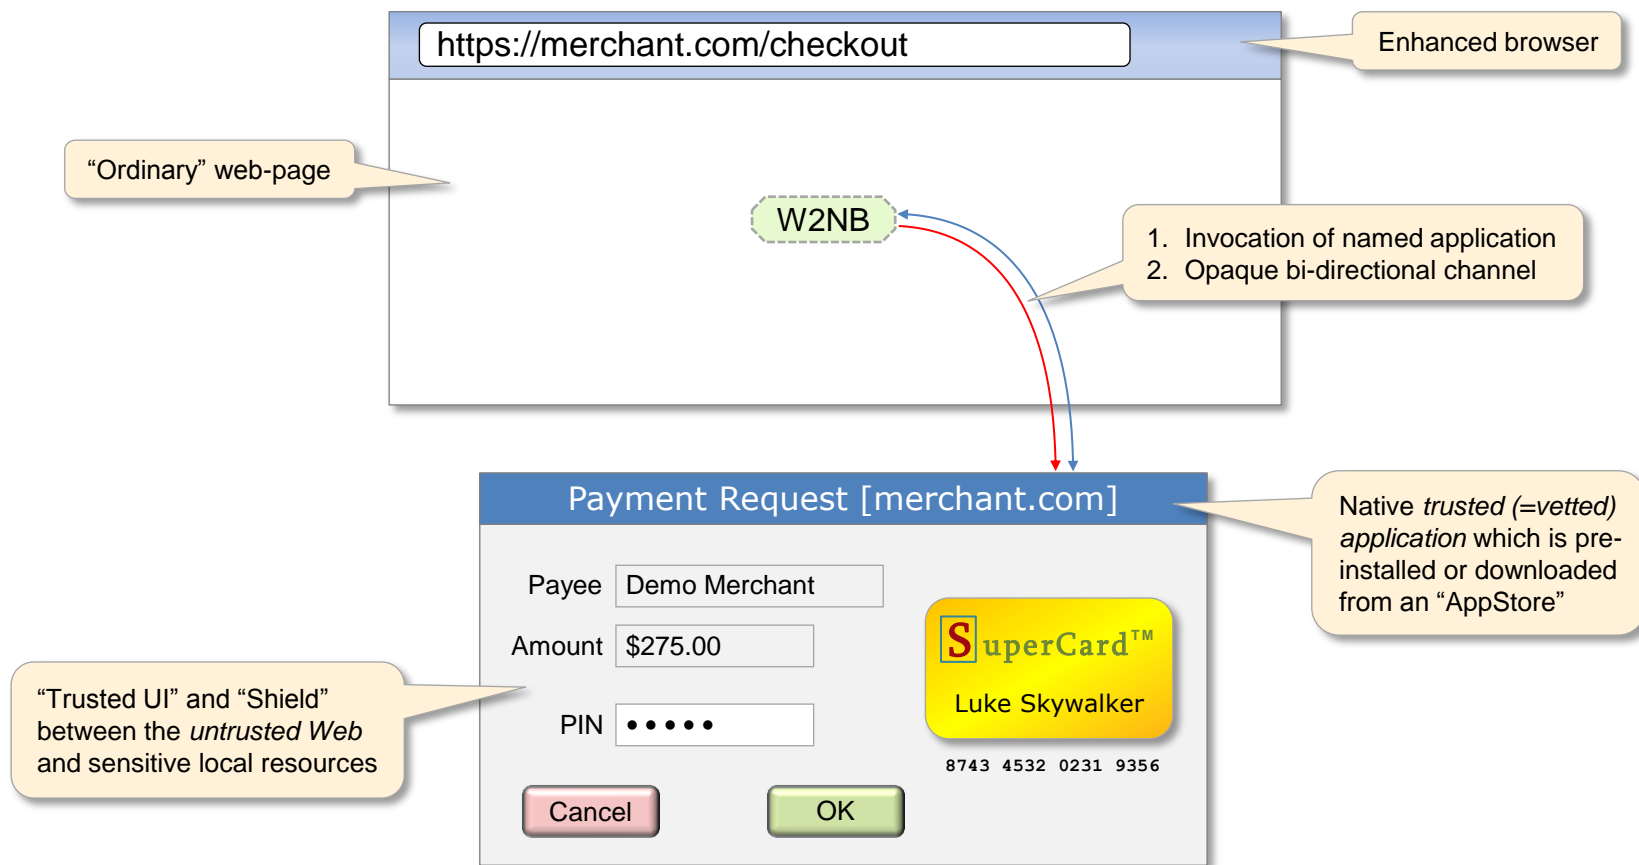 https://merchant.com/checkout
Enhanced browser
“Ordinary” web-page
W2NB
1. Invocation of named application
2. Opaque bi-directional channel
Payment Request [merchant.com]
Native trusted (=vetted)
application which is pre-
installed or downloaded
from an “AppStore”
Payee Demo Merchant
Amount $275.00
PIN •••••
SuperCard™
Luke Skywalker
8743 4532 0231 9356
“Trusted UI” and “Shield”
between the untrusted Web
and sensitive local resources
Cancel
OK